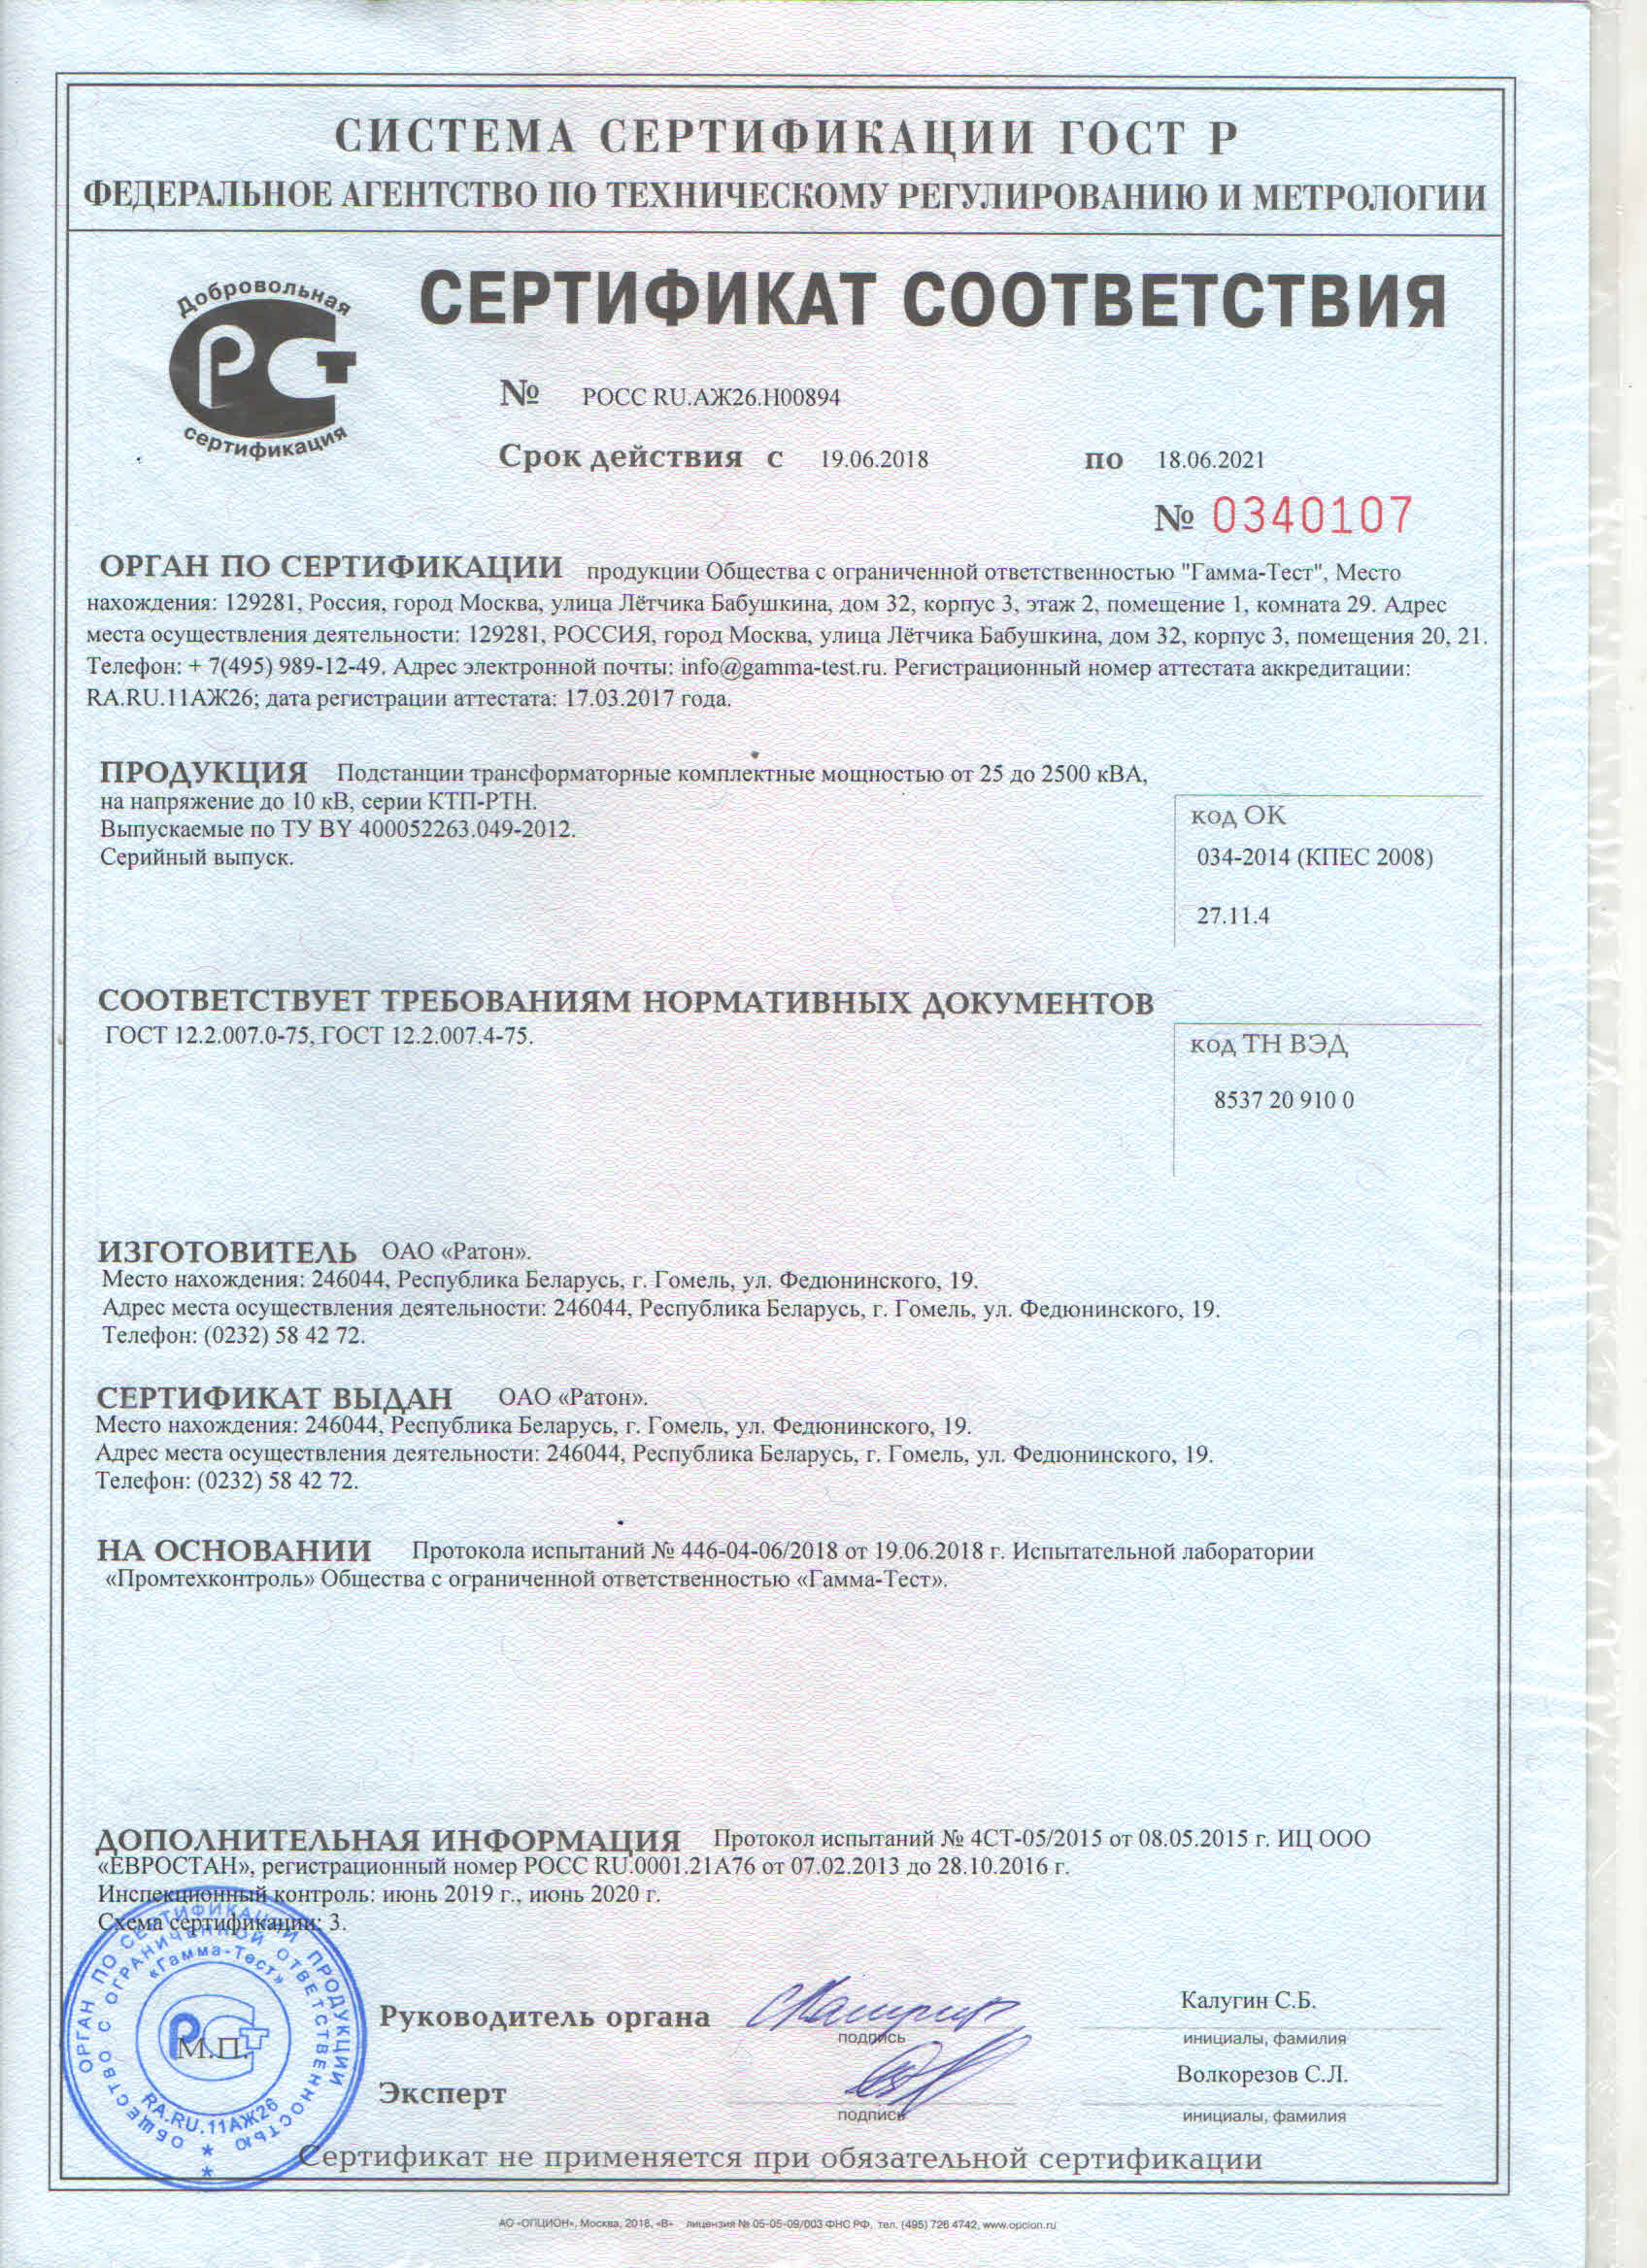 СИСТЕМА СЕРТИФИКАЦИИ ГОСТ Р
ФЕДЕРАЛЬНОЕ АГЕНТСТВО ПО ТЕХНИЧЕСКОМУ РЕГУЛИРОВАНИЮ И МЕТРОЛОГИИ
Добровольная
РСТ
сертификация
СЕРТИФИКАТ СООТВЕТСТВИЯ
№ РОСС RU.АЖ26.Н00894
Срок действия с 19.06.2018 по 18.06.2021
№ 0340107
ОРГАН ПО СЕРТИФИКАЦИИ продукции Общества с ограниченной ответственностью "Гамма-Тест", Место
нахождения: 129281, Россия, город Москва, улица Лётчика Бабушкина, дом 32, корпус 3, этаж 2, помещение 1, комната 29. Адрес
места осуществления деятельности: 129281, РОССИЯ, город Москва, улица Лётчика Бабушкина, дом 32, корпус 3, помещения 20, 21.
Телефон: + 7(495) 989-12-49. Адрес электронной почты: info@gamma-test.ru. Регистрационный номер аттестата аккредитации:
RA.RU.11АЖ26; дата регистрации аттестата: 17.03.2017 года.
ПРОДУКЦИЯ Подстанции трансформаторные комплектные мощностью от 25 до 2500 кВА,
на напряжение до 10 кВ, серии КТП-РТН.
Выпускаемые по ТУ BY 400052263.049-2012.
Серийный выпуск.
код ОК
034-2014 (КПЕС 2008)
27.11.4
СООТВЕТСТВУЕТ ТРЕБОВАНИЯМ НОРМАТИВНЫХ ДОКУМЕНТОВ
ГОСТ 12.2.007.0-75, ГОСТ 12.2.007.4-75.
код ТН ВЭД
8537 20 910 0
ИЗГОТОВИТЕЛЬ ОАО «Ратон».
Место нахождения: 246044, Республика Беларусь, г. Гомель, ул. Федюнинского, 19.
Адрес места осуществления деятельности: 246044, Республика Беларусь, г. Гомель, ул. Федюнинского, 19.
Телефон: (0232) 58 42 72.
СЕРТИФИКАТ ВЫДАН ОАО «Ратон».
Место нахождения: 246044, Республика Беларусь, г. Гомель, ул. Федюнинского, 19.
Адрес места осуществления деятельности: 246044, Республика Беларусь, г. Гомель, ул. Федюнинского, 19.
Телефон: (0232) 58 42 72.
НА ОСНОВАНИИ Протокола испытаний № 446-04-06/2018 от 19.06.2018 г. Испытательной лаборатории
«Промтехконтроль» Общества с ограниченной ответственностью «Гамма-Тест».
ДОПОЛНИТЕЛЬНАЯ ИНФОРМАЦИЯ Протокол испытаний № 4СТ-05/2015 от 08.05.2015 г. ИЦ ООО
«ЕВРОСТАН», регистрационный номер РОСС RU.0001.21А76 от 07.02.2013 до 28.10.2016 г.
Инспекционный контроль: июнь 2019 г., июнь 2020 г.
Схема сертификации: 3.
ОРГАН ПО СЕРТИФИКАЦИИ ПРОДУКЦИИ
ОБЩЕСТВО С ОГРАНИЧЕННОЙ ОТВЕТСТВЕННОСТЬЮ
«Гамма-Тест»
РСТ
М.П.
RA.RU.11АЖ26
Руководитель органа
подпись
Калугин С.Б.
инициалы, фамилия
Эксперт
подпись
Волкорезов С.Л.
инициалы, фамилия
Сертификат не применяется при обязательной сертификации
АО «ОПЦИОН», Москва, 2018, «В» лицензия № 05-05-09/003 ФНС РФ, тел. (495) 726 4742, www.opcion.ru